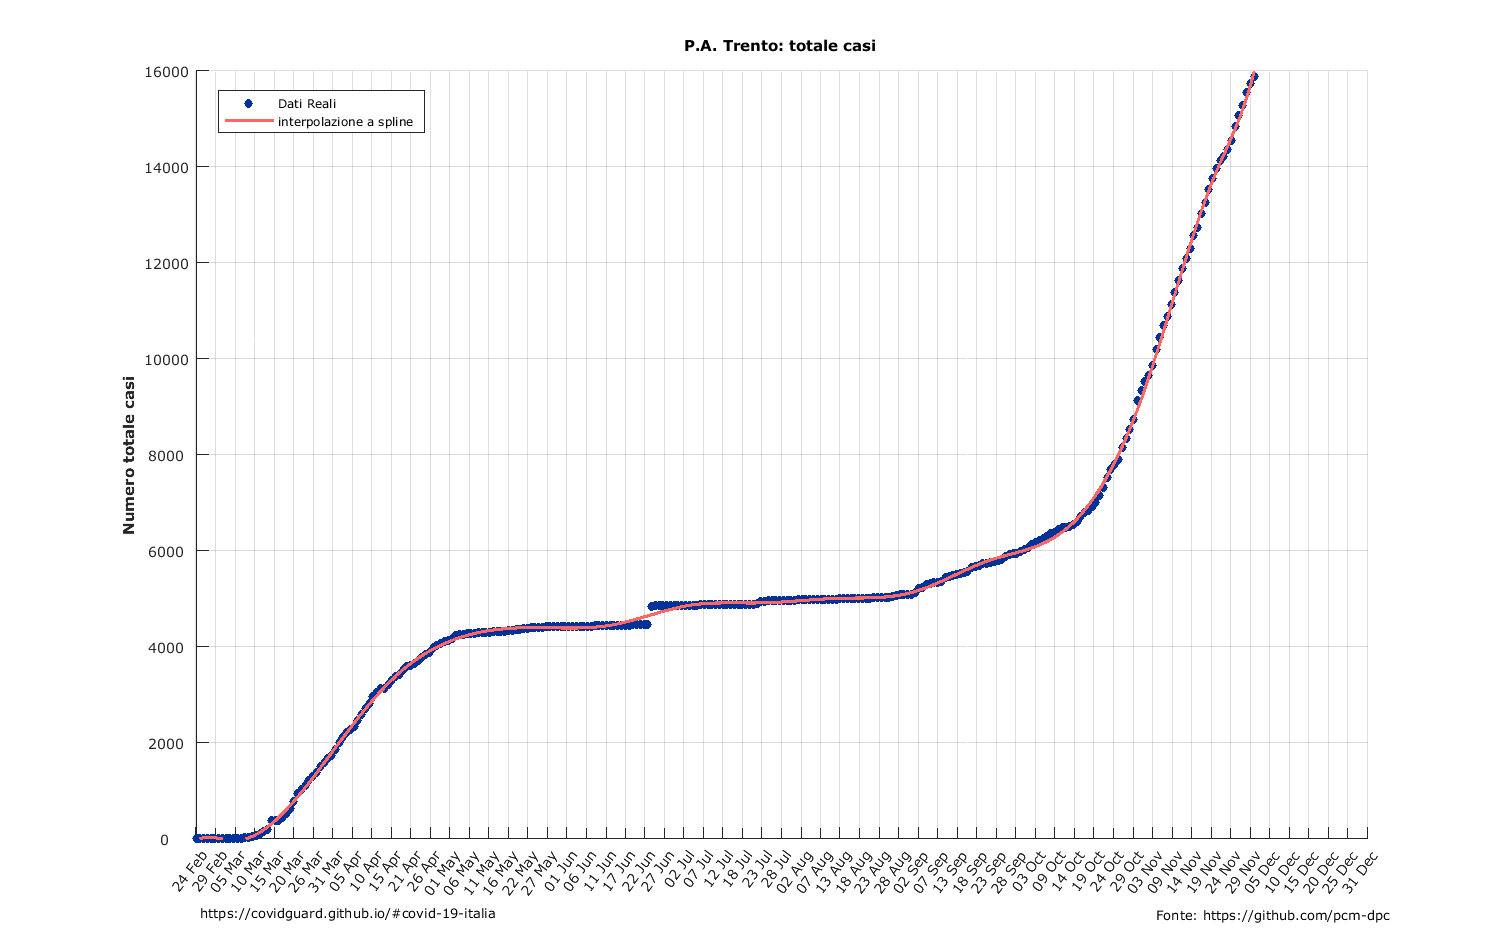 P.A. Trento: totale casi
Dati Reali
interpolazione a spline
Numero totale casi
16000
14000
12000
10000
8000
6000
4000
2000
0
24 Feb
29 Feb
05 Mar
10 Mar
15 Mar
20 Mar
26 Mar
31 Mar
05 Apr
10 Apr
15 Apr
21 Apr
26 Apr
01 May
06 May
11 May
16 May
22 May
27 May
01 Jun
06 Jun
11 Jun
17 Jun
22 Jun
27 Jun
02 Jul
07 Jul
12 Jul
18 Jul
23 Jul
28 Jul
02 Aug
07 Aug
13 Aug
18 Aug
23 Aug
28 Aug
02 Sep
07 Sep
13 Sep
18 Sep
23 Sep
28 Sep
03 Oct
09 Oct
14 Oct
19 Oct
24 Oct
29 Oct
03 Nov
09 Nov
14 Nov
19 Nov
24 Nov
29 Nov
05 Dec
10 Dec
15 Dec
20 Dec
25 Dec
31 Dec
https://covidguard.github.io/#covid-19-italia
Fonte: https://github.com/pcm-dpc